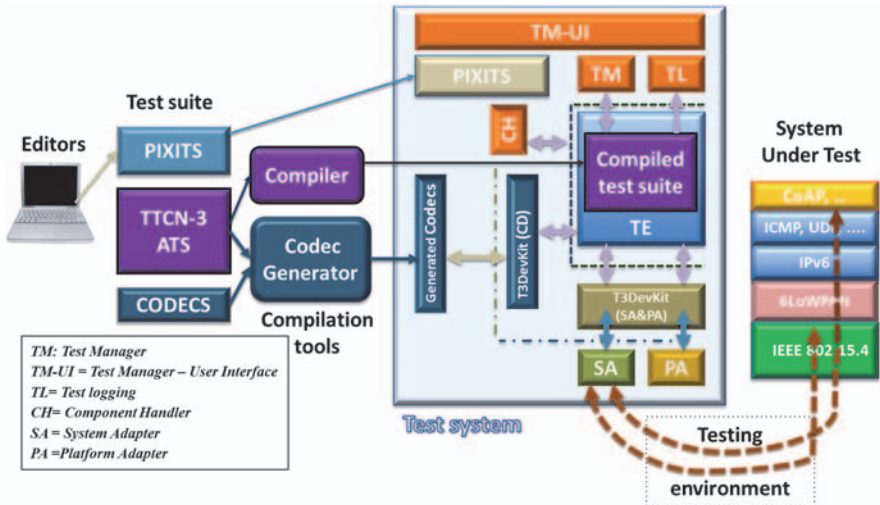 TM-UI
PIXITS
TM
TL
Test suite
CH
Editors
PIXITS
System
Under Test
Compiler
Compiled
test suite
CoAP, ...
TTCN-3
ATS
Generated Codecs
T3DevKit (CD)
TE
ICMP, UDP, ....
Codec
Generator
IPv6
CODECS
T3DevKit
(SA&PA)
6LoWPAN
Compilation
tools
IEEE 802.15.4
SA
PA
TM: Test Manager
TM-UI = Test Manager – User Interface
TL= Test logging
CH= Component Handler
SA= System Adapter
PA =Platform Adapter
Test system
Testing
environment